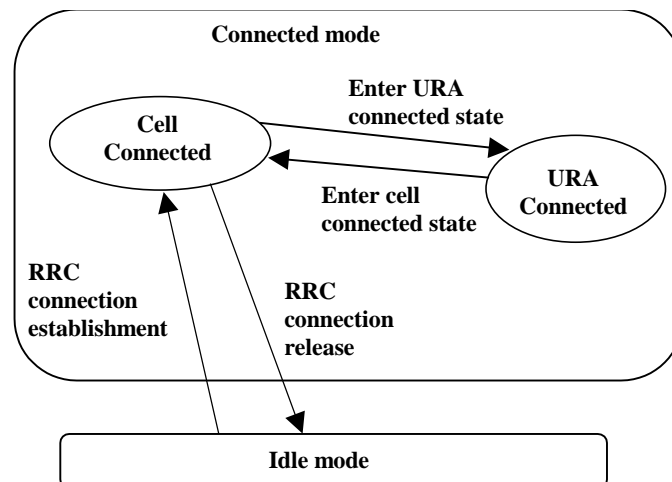 Connected mode
Enter URA
connected state
Cell
Connected
URA
Connected
Enter cell
connected state
RRC
connection
establishment
RRC
connection
release
Idle mode